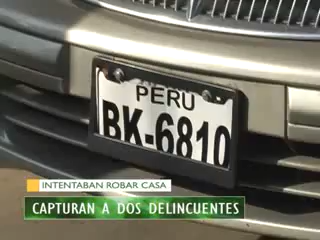 PERU
BK-6810
INTENTABAN ROBAR CASA
CAPTURAN A DOS DELINCUENTES